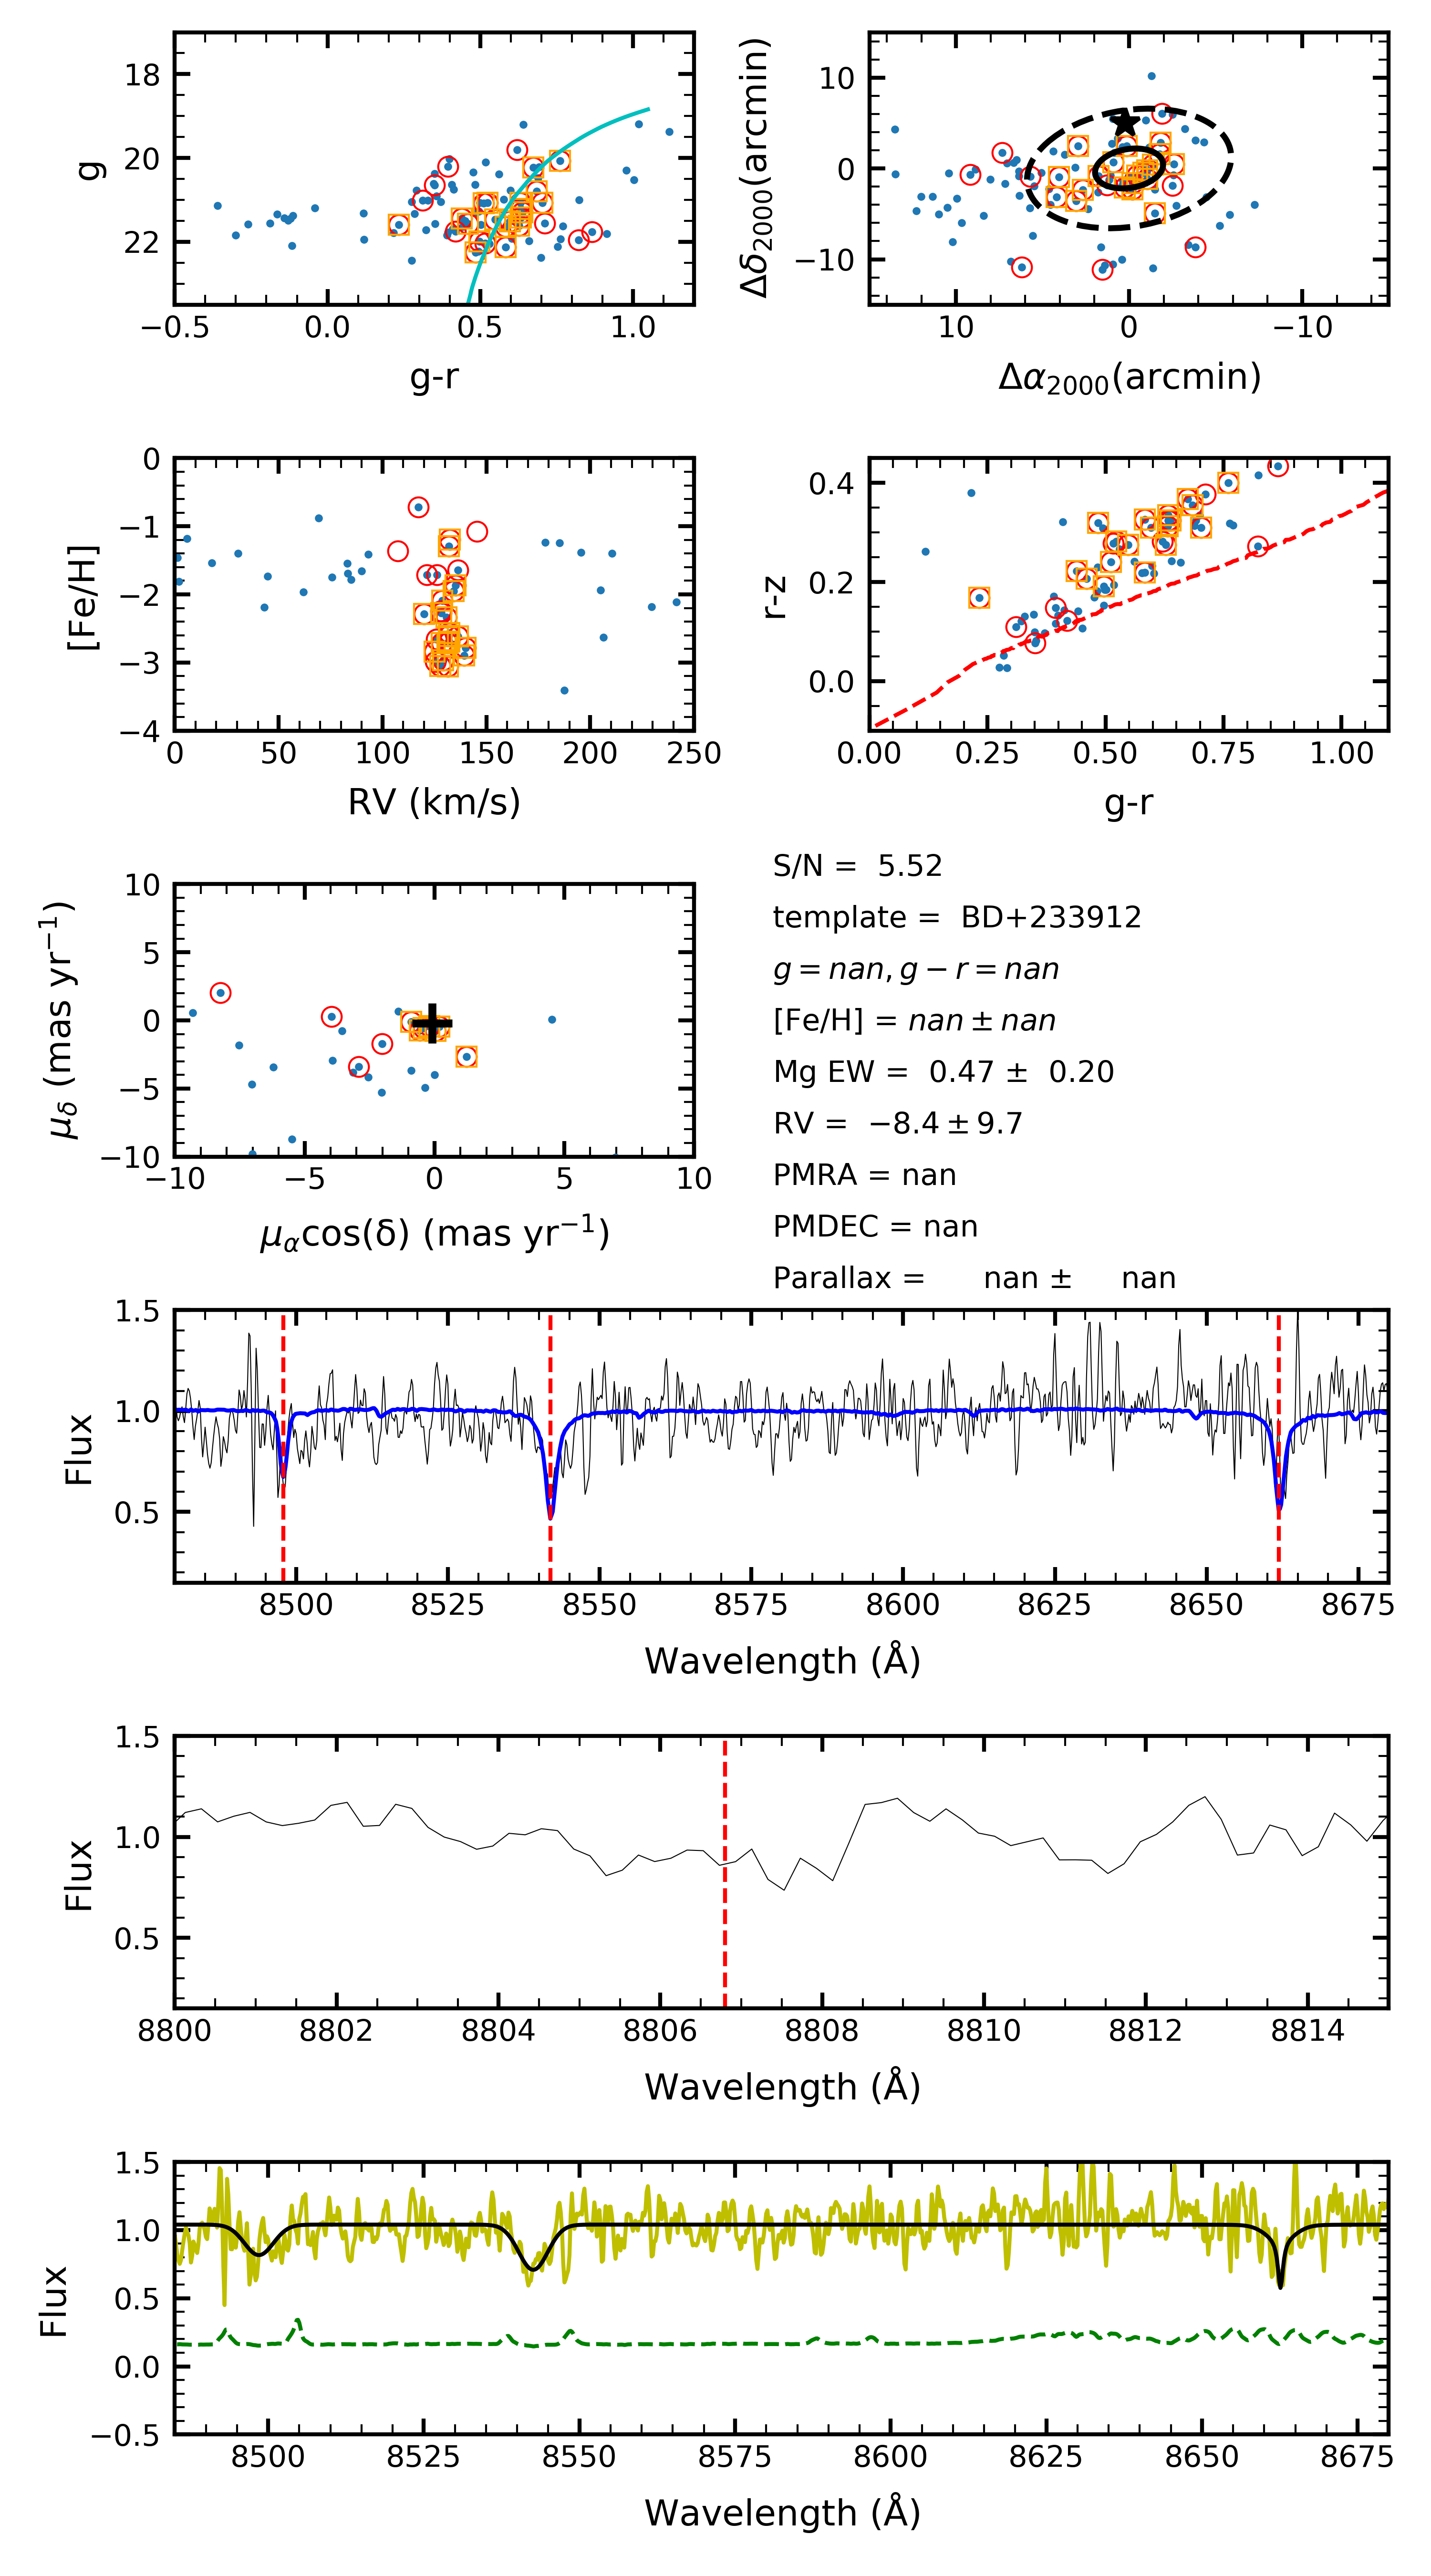 18
20
22
g
−0.5 0.0 0.5 1.0
g-r
10
0
−10
Δδ2000(arcmin)
10 0 −10
Δα2000(arcmin)
0
−1
−2
−3
−4
[Fe/H]
0 50 100 150 200 250
RV (km/s)
0.4
0.2
0.0
r-z
0.00 0.25 0.50 0.75 1.00
g-r
10
5
0
−5
−10
μδ (mas yr−1)
−10 −5 0 5 10
μαcos(δ) (mas yr−1)
S/N = 5.52
template = BD+233912
g = nan, g − r = nan
[Fe/H] = nan ± nan
Mg EW = 0.47 ± 0.20
RV = −8.4 ± 9.7
PMRA = nan
PMDEC = nan
Parallax = nan ± nan
1.5
1.0
0.5
Flux
8500 8525 8550 8575 8600 8625 8650 8675
Wavelength (Å)
1.5
1.0
0.5
Flux
8800 8802 8804 8806 8808 8810 8812 8814
Wavelength (Å)
1.5
1.0
0.5
0.0
−0.5
Flux
8500 8525 8550 8575 8600 8625 8650 8675
Wavelength (Å)